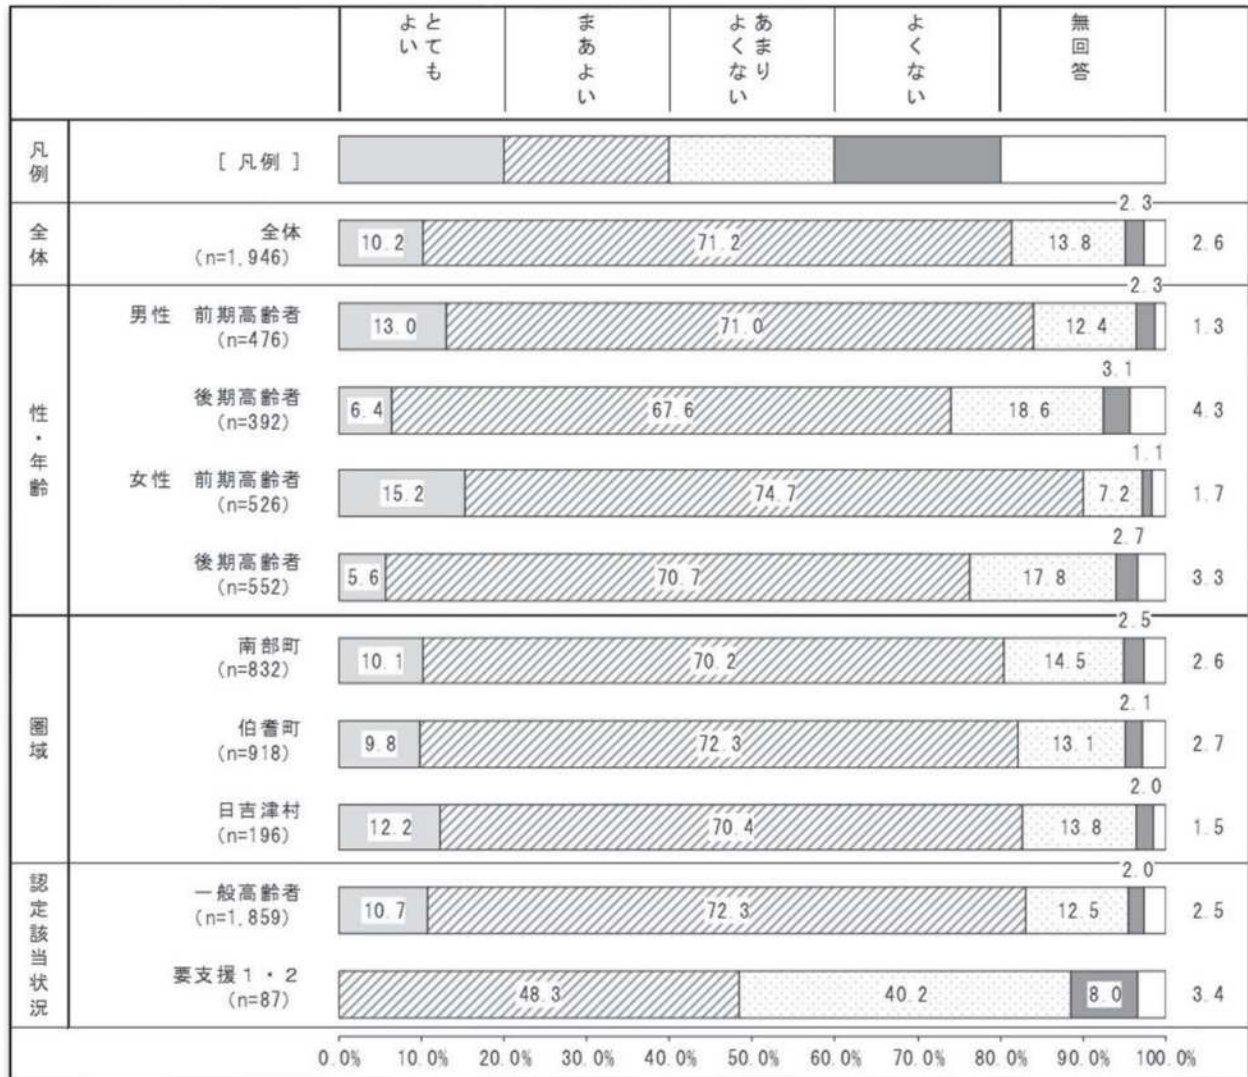 とても
よい
まあよい
あまり
よくない
よくない
無回答
凡例
[ 凡例 ]
全体
全体
(n=1,946)
10.2
71.2
13.8
2.3
2.6
性・年齢
男性 前期高齢者
(n=476)
13.0
71.0
12.4
2.3
1.3
後期高齢者
(n=392)
6.4
67.6
18.6
3.1
4.3
女性 前期高齢者
(n=526)
15.2
74.7
7.2
1.1
1.7
後期高齢者
(n=552)
5.6
70.7
17.8
2.7
3.3
圏域
南部町
(n=832)
10.1
70.2
14.5
2.5
2.6
伯耆町
(n=918)
9.8
72.3
13.1
2.1
2.7
日吉津村
(n=196)
12.2
70.4
13.8
2.0
1.5
認定該当状況
一般高齢者
(n=1,859)
10.7
72.3
12.5
2.0
2.5
要支援1・2
(n=87)
48.3
40.2
8.0
3.4
0.0% 10.0% 20.0% 30.0% 40.0% 50.0% 60.0% 70.0% 80.0% 90.0% 100.0%